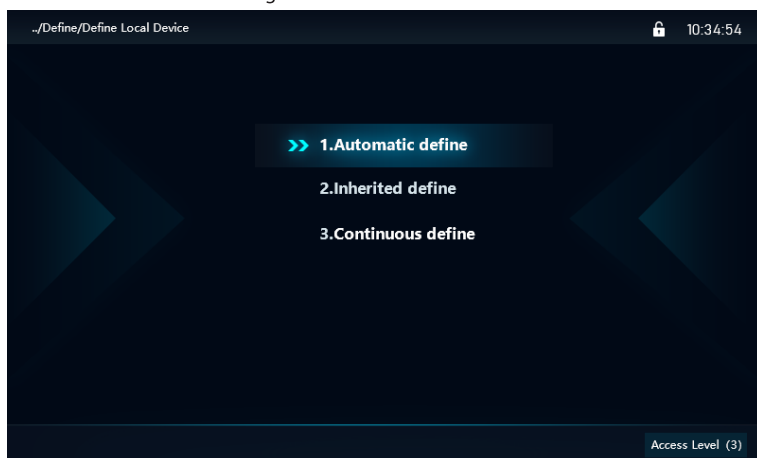 ../Define/Define Local Device
10:34:54
1.Automatic define
2.Inherited define
3.Continuous define
Access Level (3)